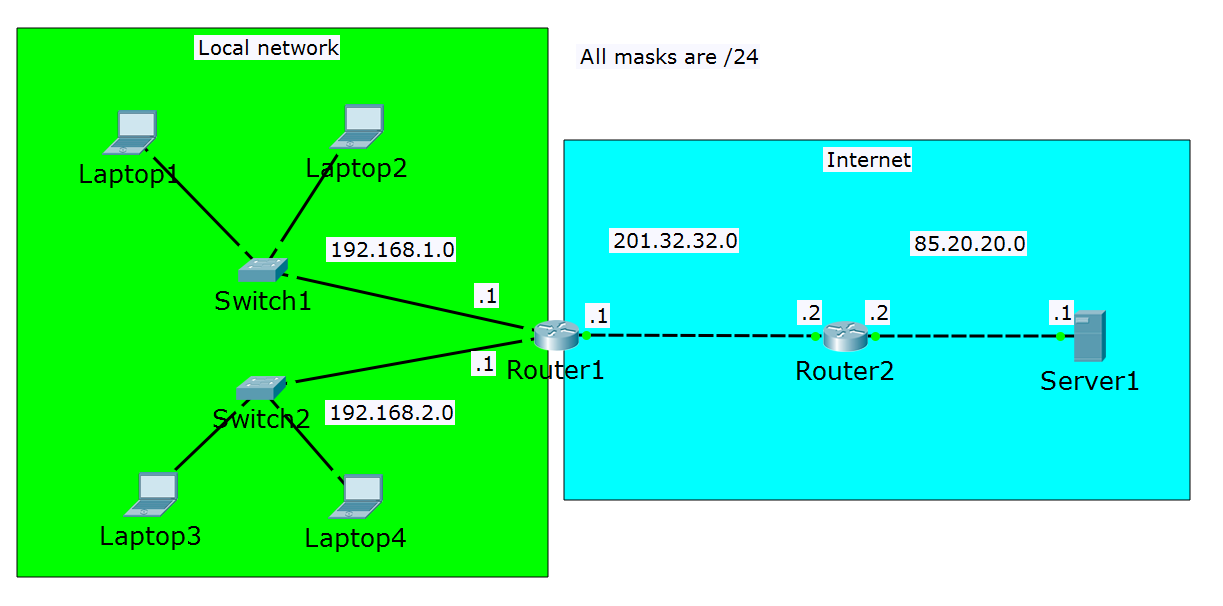 Local network
All masks are /24
Laptop1
Laptop2
Internet
192.168.1.0
201.32.32.0
85.20.20.0
Switch1
.1
.1
.2
.2
.1
.1
Router1
Router2
Server1
Switch2
192.168.2.0
Laptop3
Laptop4